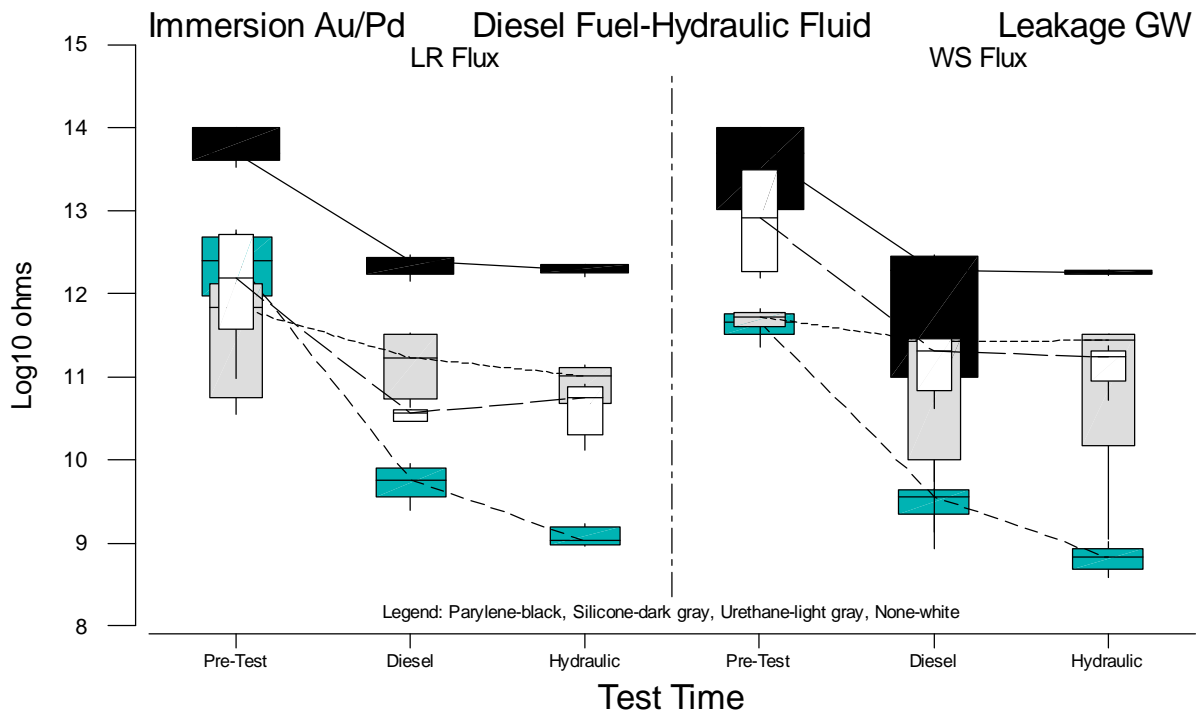 Immersion Au/Pd Diesel Fuel-Hydraulic Fluid Leakage GW
LR Flux WS Flux
15
14
13
12
11
10
9
8
Log10 ohms
Legend: Parylene-black, Silicone-dark gray, Urethane-light gray, None-white
Pre-Test Diesel Hydraulic Pre-Test Diesel Hydraulic
Test Time